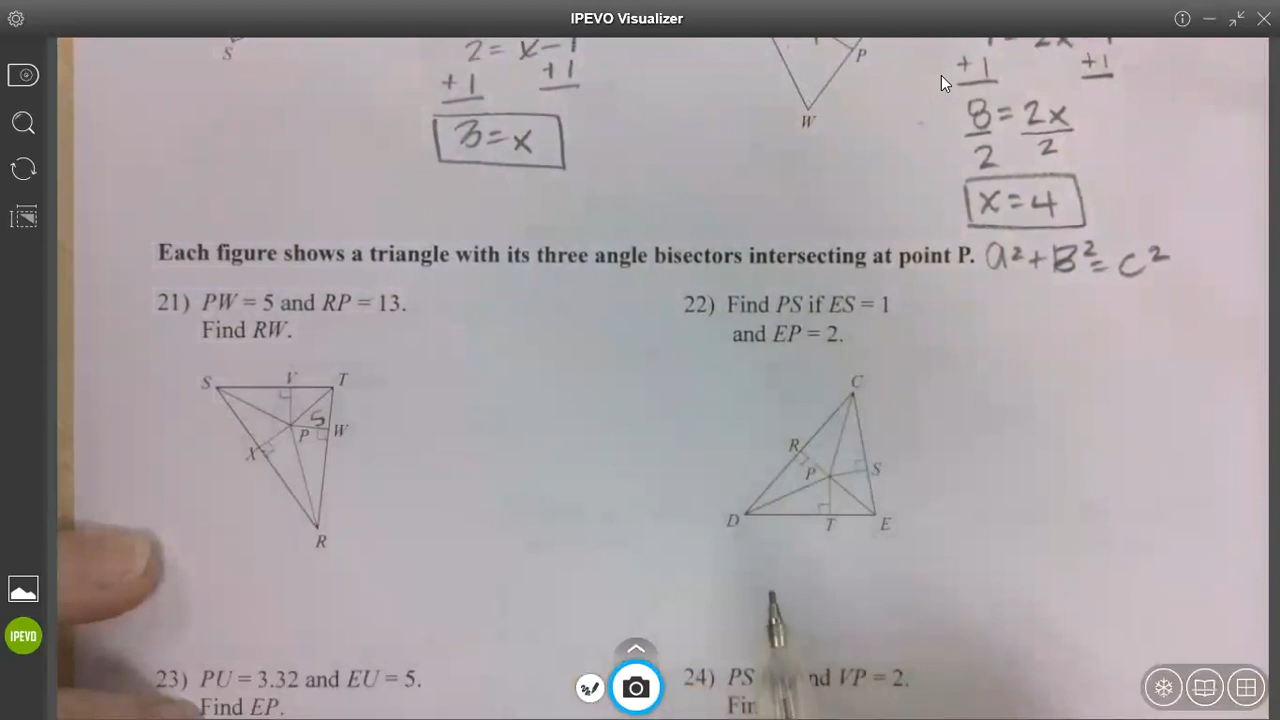 IPEVO Visualizer
S
2 = x - 1
+1 +1
3 = x
P
W
+1 +1
8 = 2x
2 2
x = 4
Each figure shows a triangle with its three angle bisectors intersecting at point P. a² + B² = c²
21) PW = 5 and RP = 13.
Find RW.
S V T
5
P W
X
R
22) Find PS if ES = 1
and EP = 2.
C
R
P S
D T E
23) PU = 3.32 and EU = 5.
Find EP.
24) PS nd VP = 2.
IPEVO